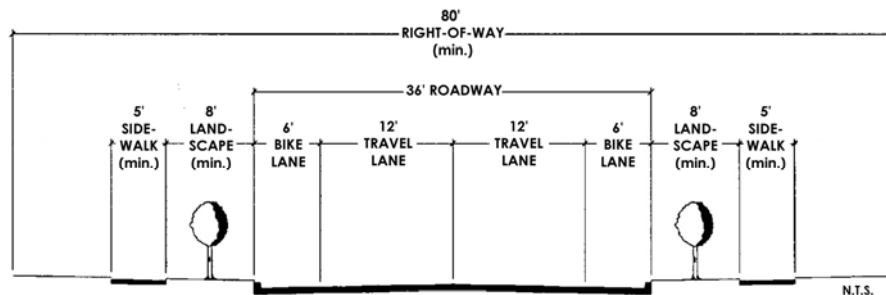 80'
RIGHT-OF-WAY
(min.)
36' ROADWAY
5'
SIDE-
WALK
(min.)
8'
LAND-
SCAPE
(min.)
6'
BIKE
LANE
12'
TRAVEL
LANE
12'
TRAVEL
LANE
6'
BIKE
LANE
8'
LAND-
SCAPE
(min.)
5'
SIDE-
WALK
(min.)
N.T.S.